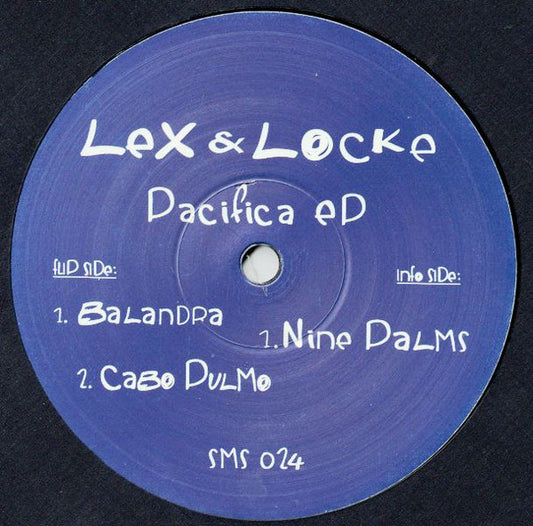 Lex & Locke
Pacifica eP
flip side:
1. Balandra
2. Cabo Pulmo
info side:
1. Nine Palms
SMS 024